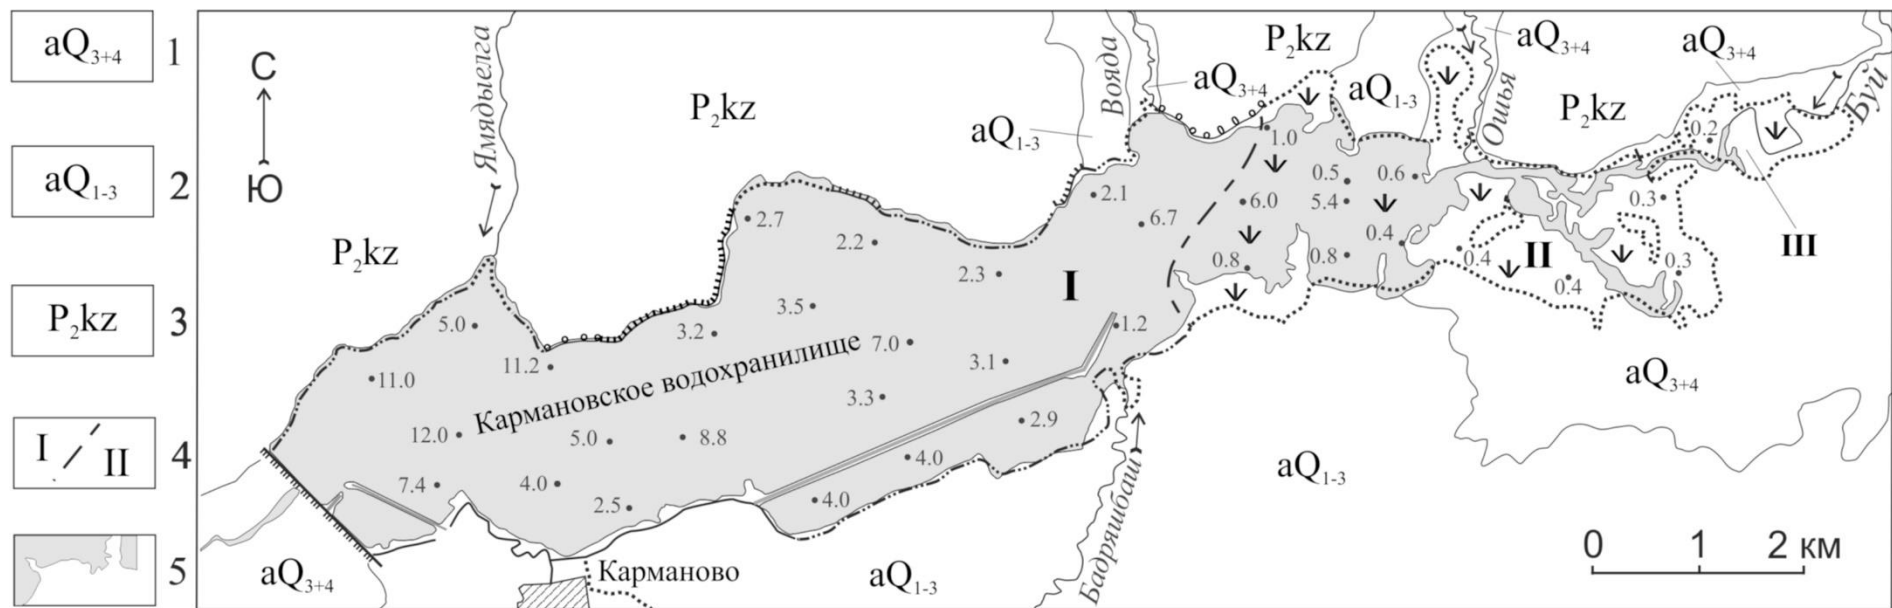 aQ₃₊₄ 1
aQ₁₋₃ 2
P₂kz 3
I / II 4
5
С
Ю
Ямядыелга
P₂kz
P₂kz
aQ₁₋₃
Вояда
aQ₃₊₄
P₂kz
aQ₁₋₃
aQ₃₊₄
Ошья
P₂kz
aQ₃₊₄
Буй
0.2
1.0
0.5
0.6
2.7
2.1
6.0
5.4
0.3
2.2
6.7
0.4
0.4
II
III
2.3
I
0.8
0.8
0.3
0.4
3.5
5.0
3.2
1.2
7.0
3.1
11.2
11.0
Кармановское водохранилище
3.3
aQ₃₊₄
2.9
12.0
5.0
8.8
4.0
aQ₁₋₃
7.4
4.0
4.0
2.5
Бадряшбаш
0 1 2 км
aQ₃₊₄
Карманово
aQ₁₋₃